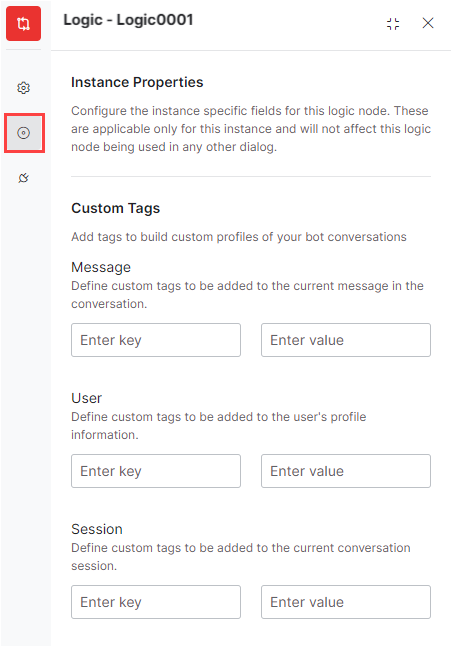 Logic - Logic0001
Instance Properties
Configure the instance specific fields for this logic node. These
are applicable only for this instance and will not affect this logic
node being used in any other dialog.
Custom Tags
Add tags to build custom profiles of your bot conversations
Message
Define custom tags to be added to the current message in the
conversation.
Enter key Enter value
User
Define custom tags to be added to the user's profile
information.
Enter key Enter value
Session
Define custom tags to be added to the current conversation
session.
Enter key Enter value